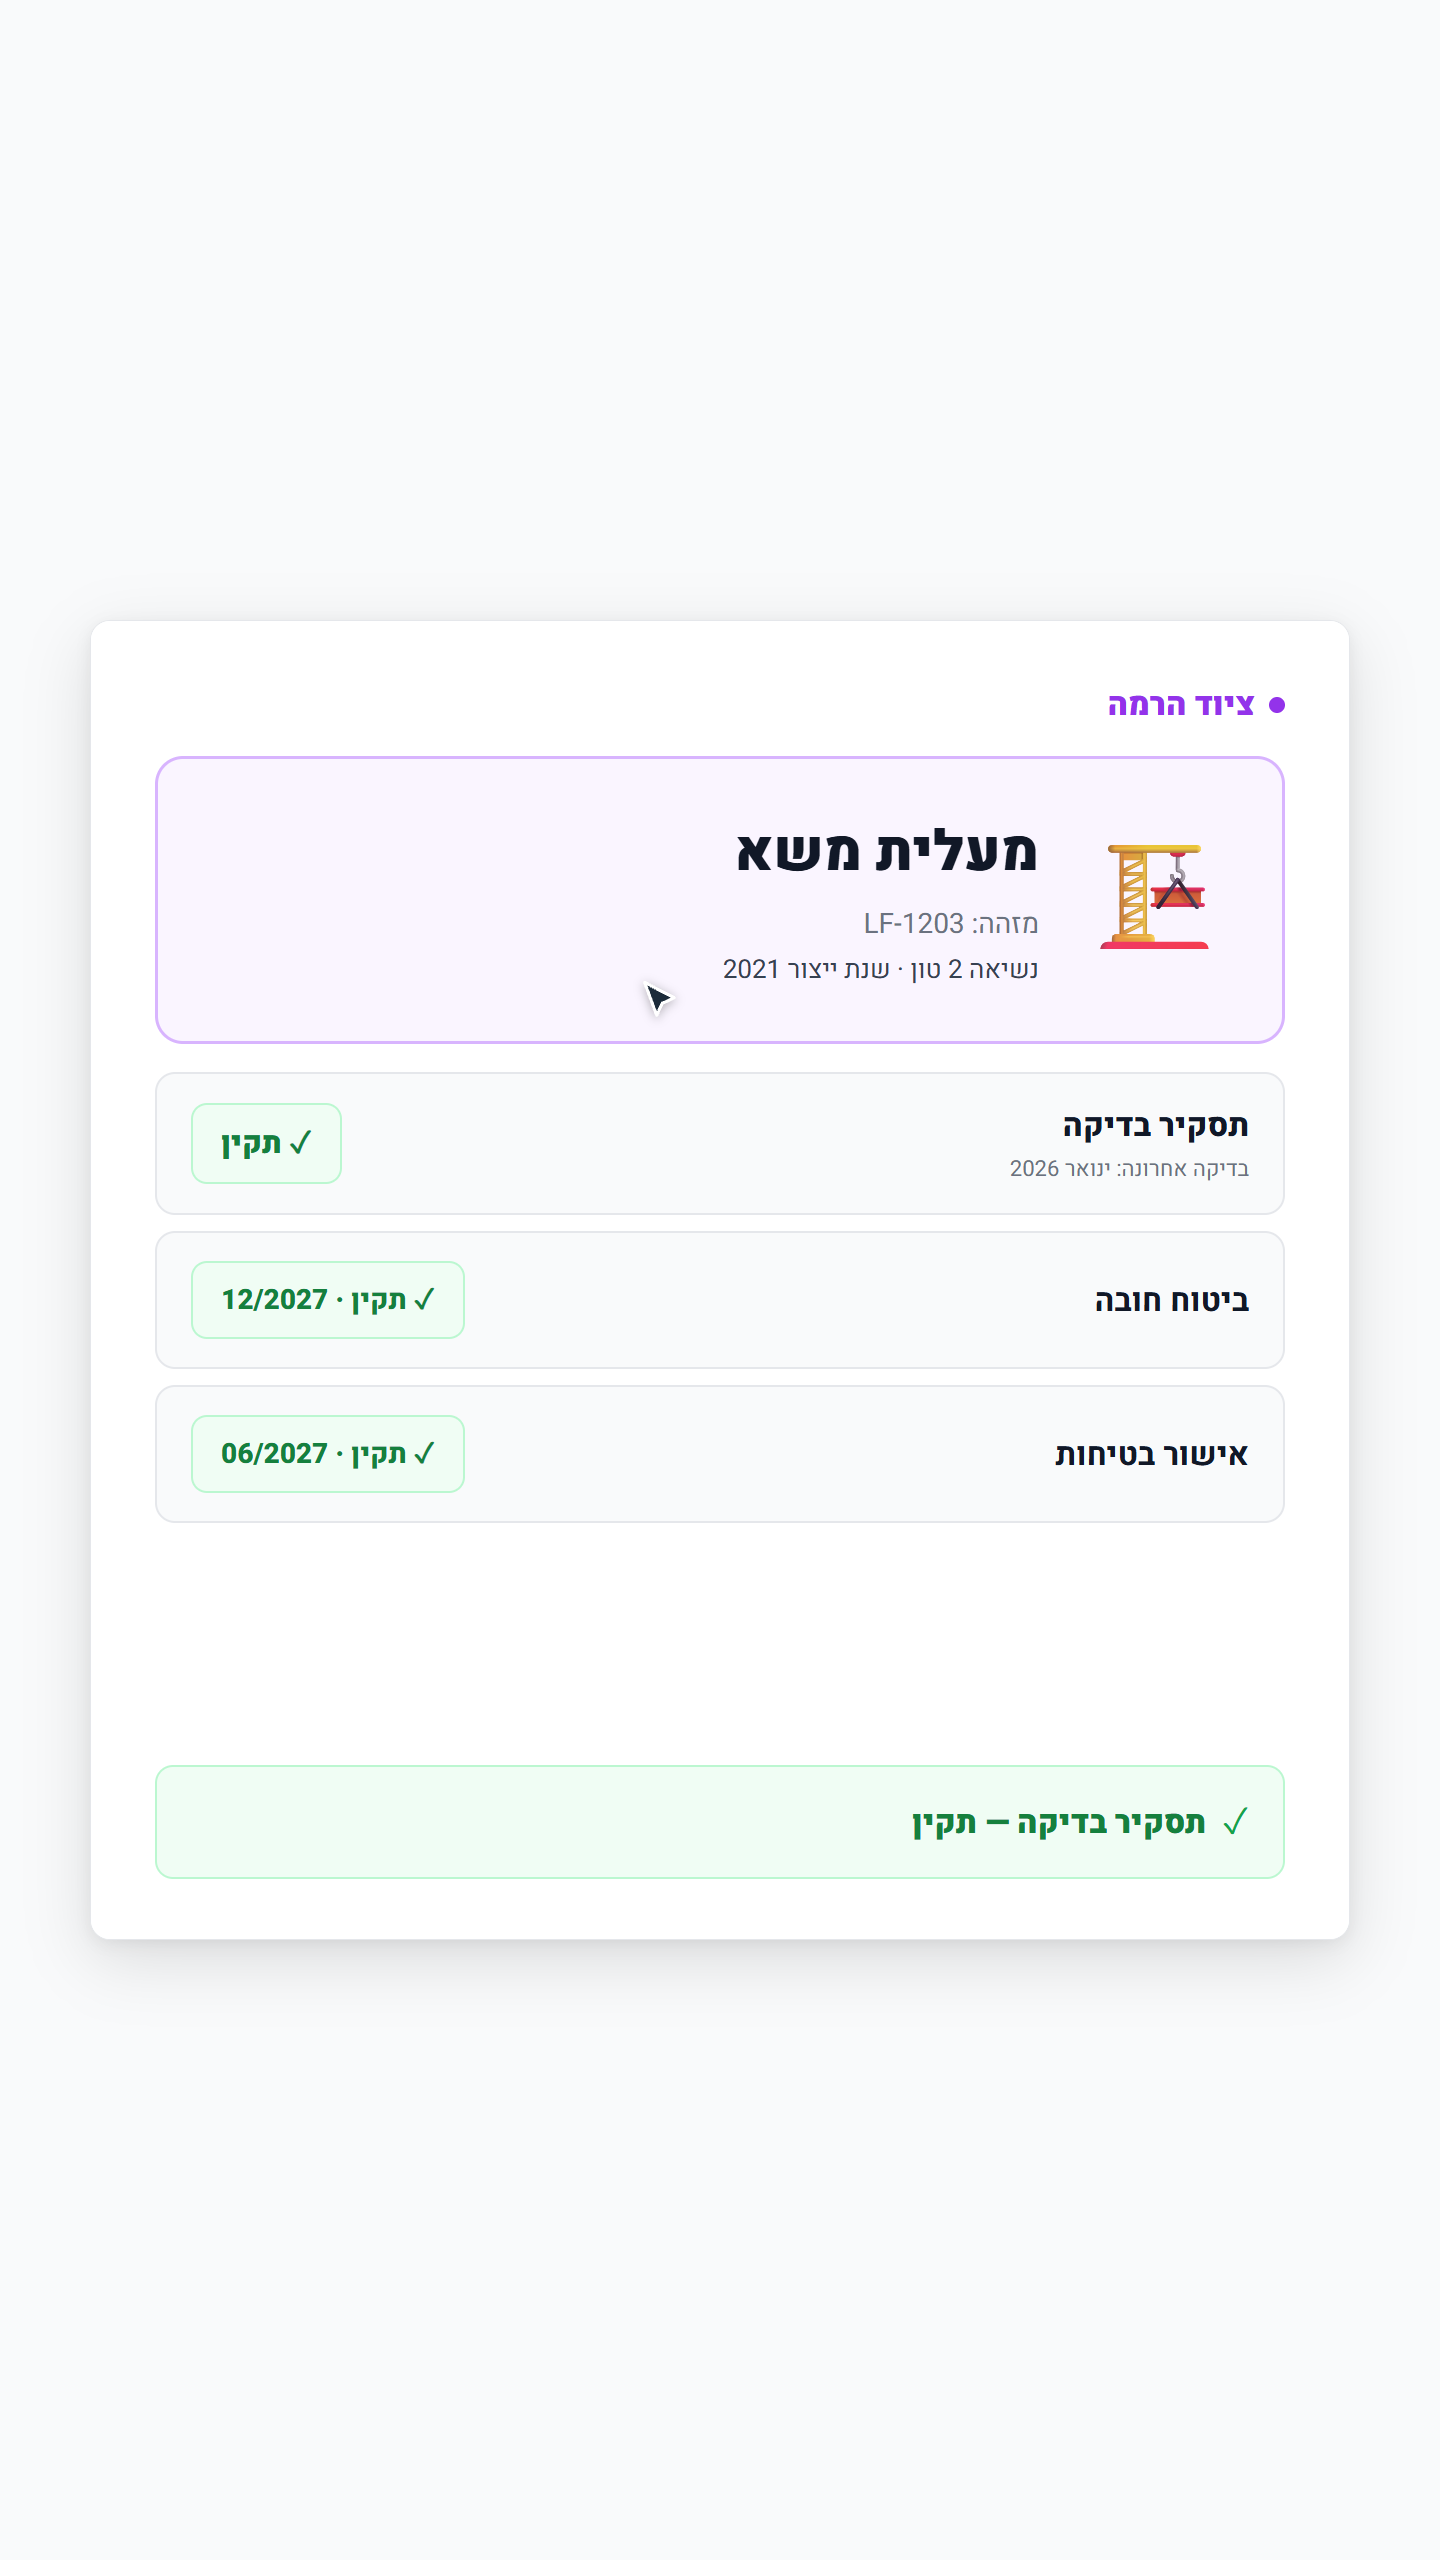 ציוד הרמה
מעלית משא
מזהה: LF-1203
נשיאה 2 טון · שנת ייצור 2021
תסקיר בדיקה
בדיקה אחרונה: ינואר 2026
✓ תקין
ביטוח חובה
✓ תקין · 12/2027
אישור בטיחות
✓ תקין · 06/2027
✓ תסקיר בדיקה – תקין